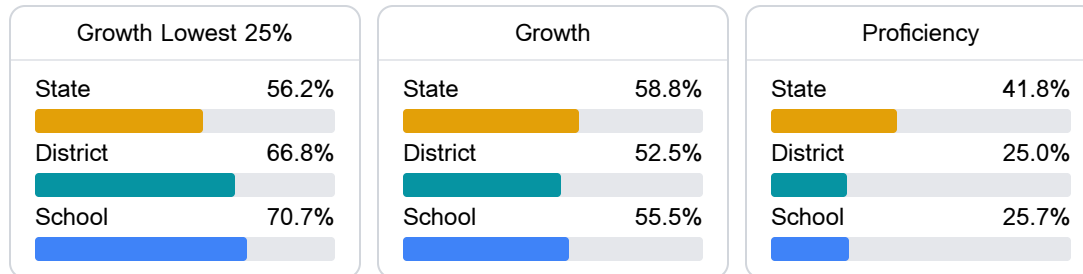 Growth Lowest 25%
State 56.2%
District 66.8%
School 70.7%
Growth
State 58.8%
District 52.5%
School 55.5%
Proficiency
State 41.8%
District 25.0%
School 25.7%